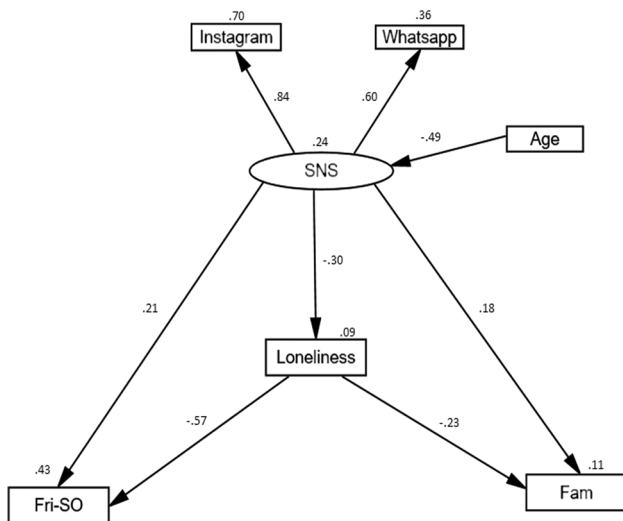 .70
.36
Instagram
Whatsapp
.84
.60
.24
-.49
Age
SNS
-.30
.21
.18
.09
Loneliness
-.57
-.23
.43
.11
Fri-SO
Fam